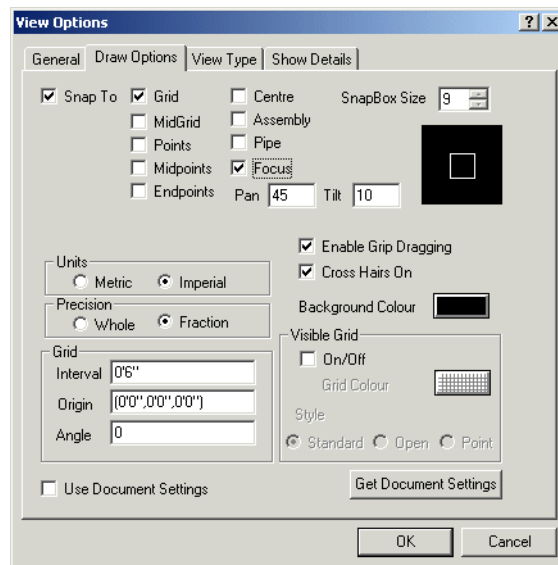 View Options
General Draw Options View Type Show Details
Snap To Grid Centre SnapBox Size 9
MidGrid Assembly
Points Pipe
Midpoints Focus
Endpoints Pan 45 Tilt 10
Enable Grip Dragging
Units Cross Hairs On
Metric Imperial
Precision Background Colour
Whole Fraction
Visible Grid
Grid On/Off
Interval 0'6"
Grid Colour
Origin (0'0",0'0",0'0")
Style
Angle 0
Standard Open Point
Use Document Settings Get Document Settings
OK Cancel